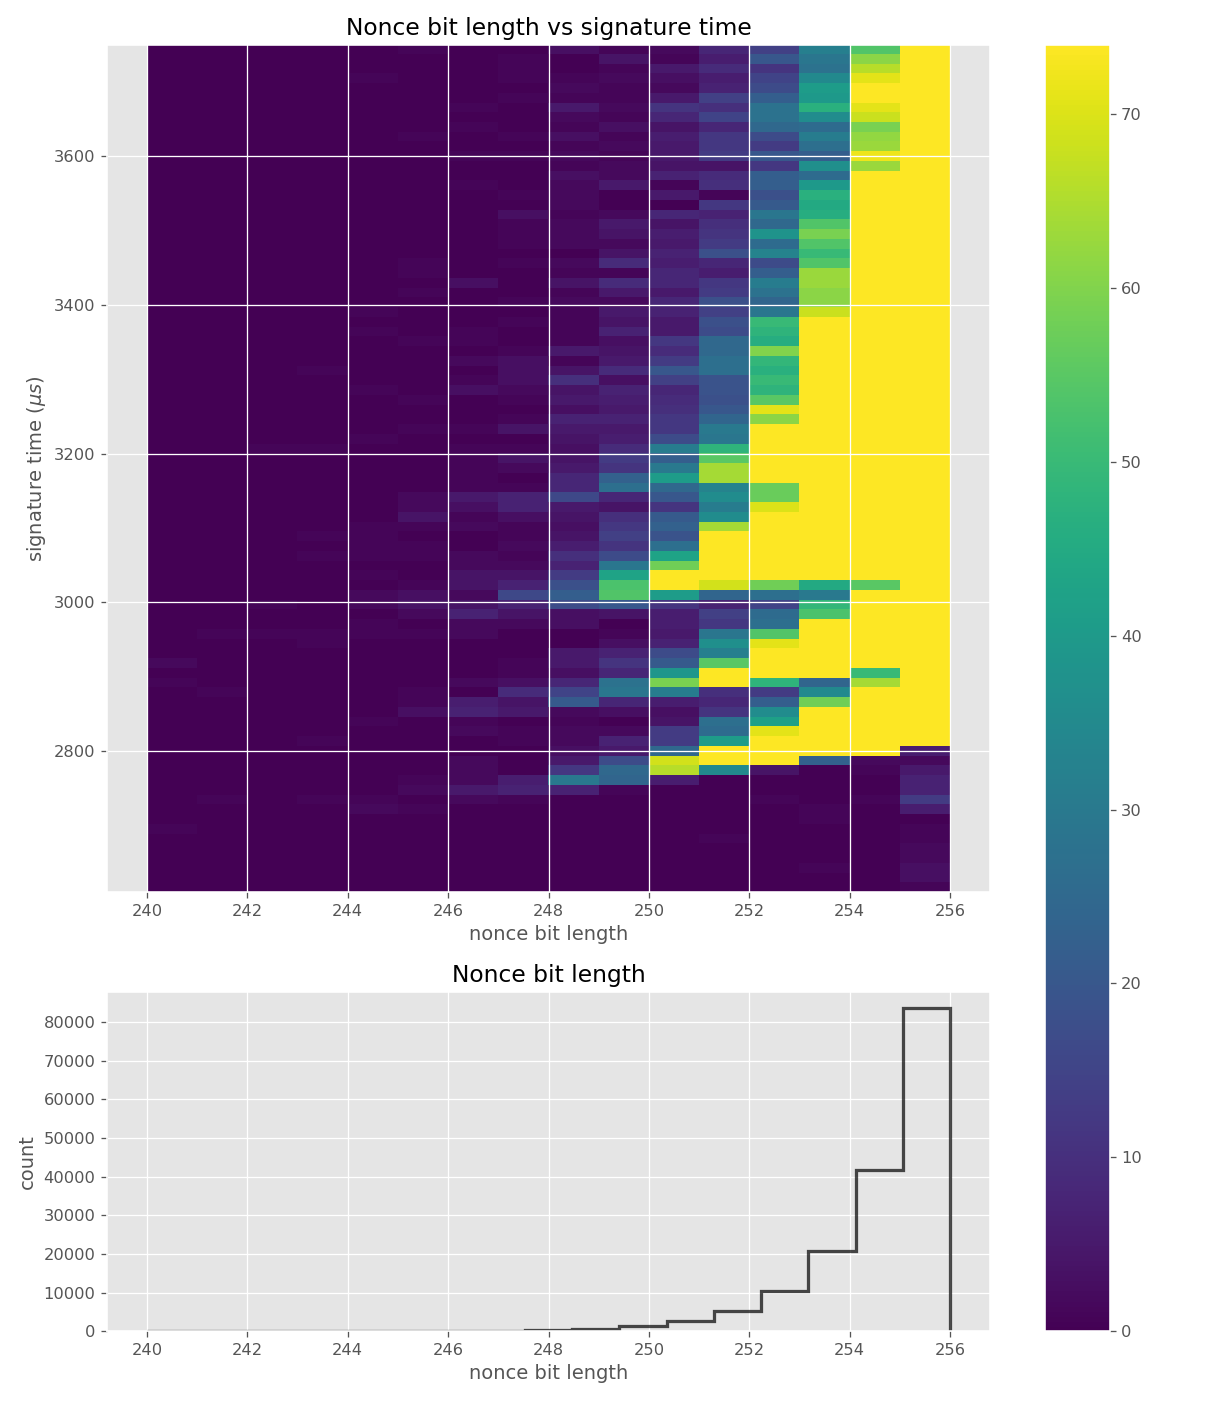 Nonce bit length vs signature time
signature time (μs)
3600
3400
3200
3000
2800
240 242 244 246 248 250 252 254 256
nonce bit length
70
60
50
40
30
20
10
0
Nonce bit length
count
80000
70000
60000
50000
40000
30000
20000
10000
0
240 242 244 246 248 250 252 254 256
nonce bit length